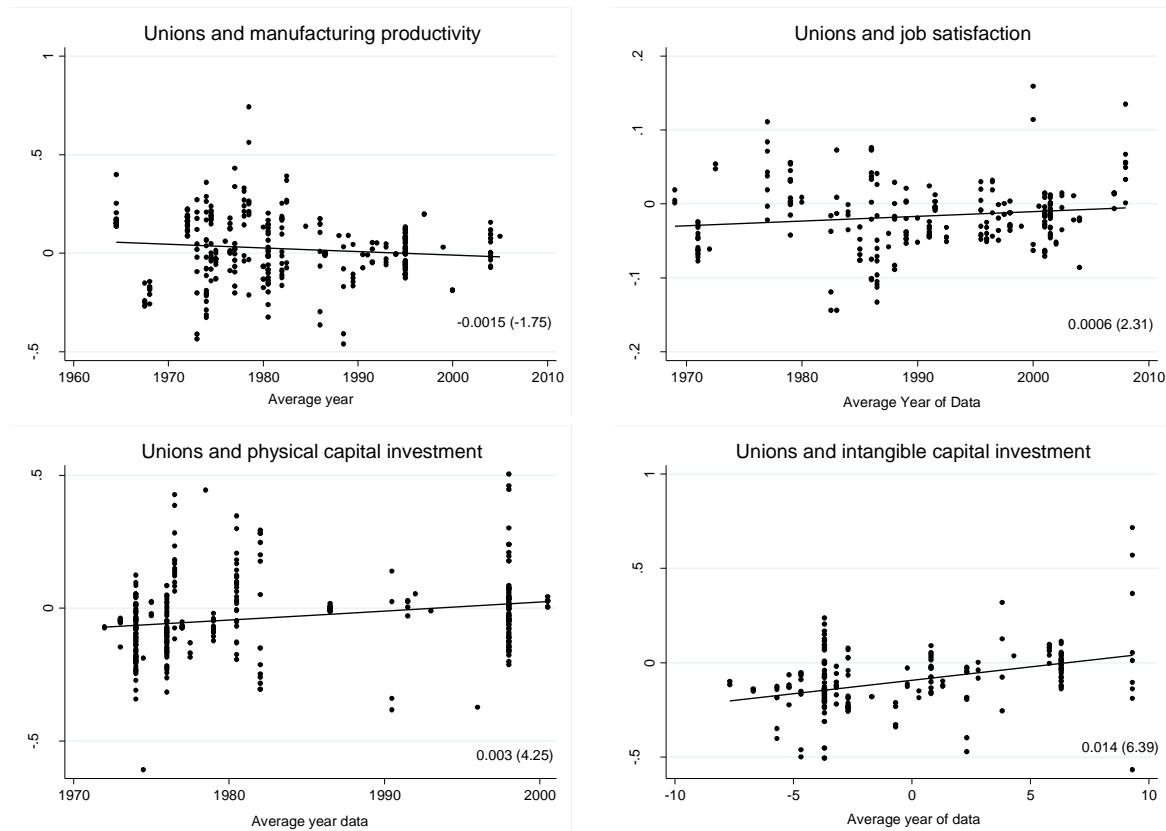 Unions and manufacturing productivity
1
.5
0
-.5
-0.0015 (-1.75)
1960 1970 1980 1990 2000 2010
Average year
Unions and job satisfaction
.2
.1
0
-.1
-.2
0.0006 (2.31)
1970 1980 1990 2000 2010
Average Year of Data
Unions and physical capital investment
.5
0
-.5
0.003 (4.25)
1970 1980 1990 2000
Average year data
Unions and intangible capital investment
1
.5
0
-.5
0.014 (6.39)
-10 -5 0 5 10
Average year of data